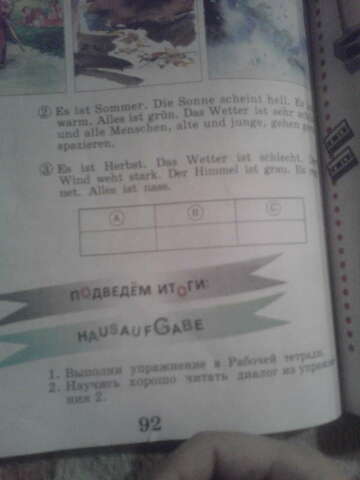 ② Es ist Sommer. Die Sonne scheint hell. Es
warm. Alles ist grün. Das Wetter ist sehr
und alle Menschen, alte und junge, gehen
spazieren.
③ Es ist Herbst. Das Wetter ist schlecht.
Wind weht stark. Der Himmel ist grau. Es
net. Alles ist nass.
A B C
ПОДВЕДЁМ ИТОГИ:
HAUSAUFGABE
1. Выполни упражнение в Рабочей тетради.
2. Научись хорошо читать диалог из упражне-
ния 2.
92